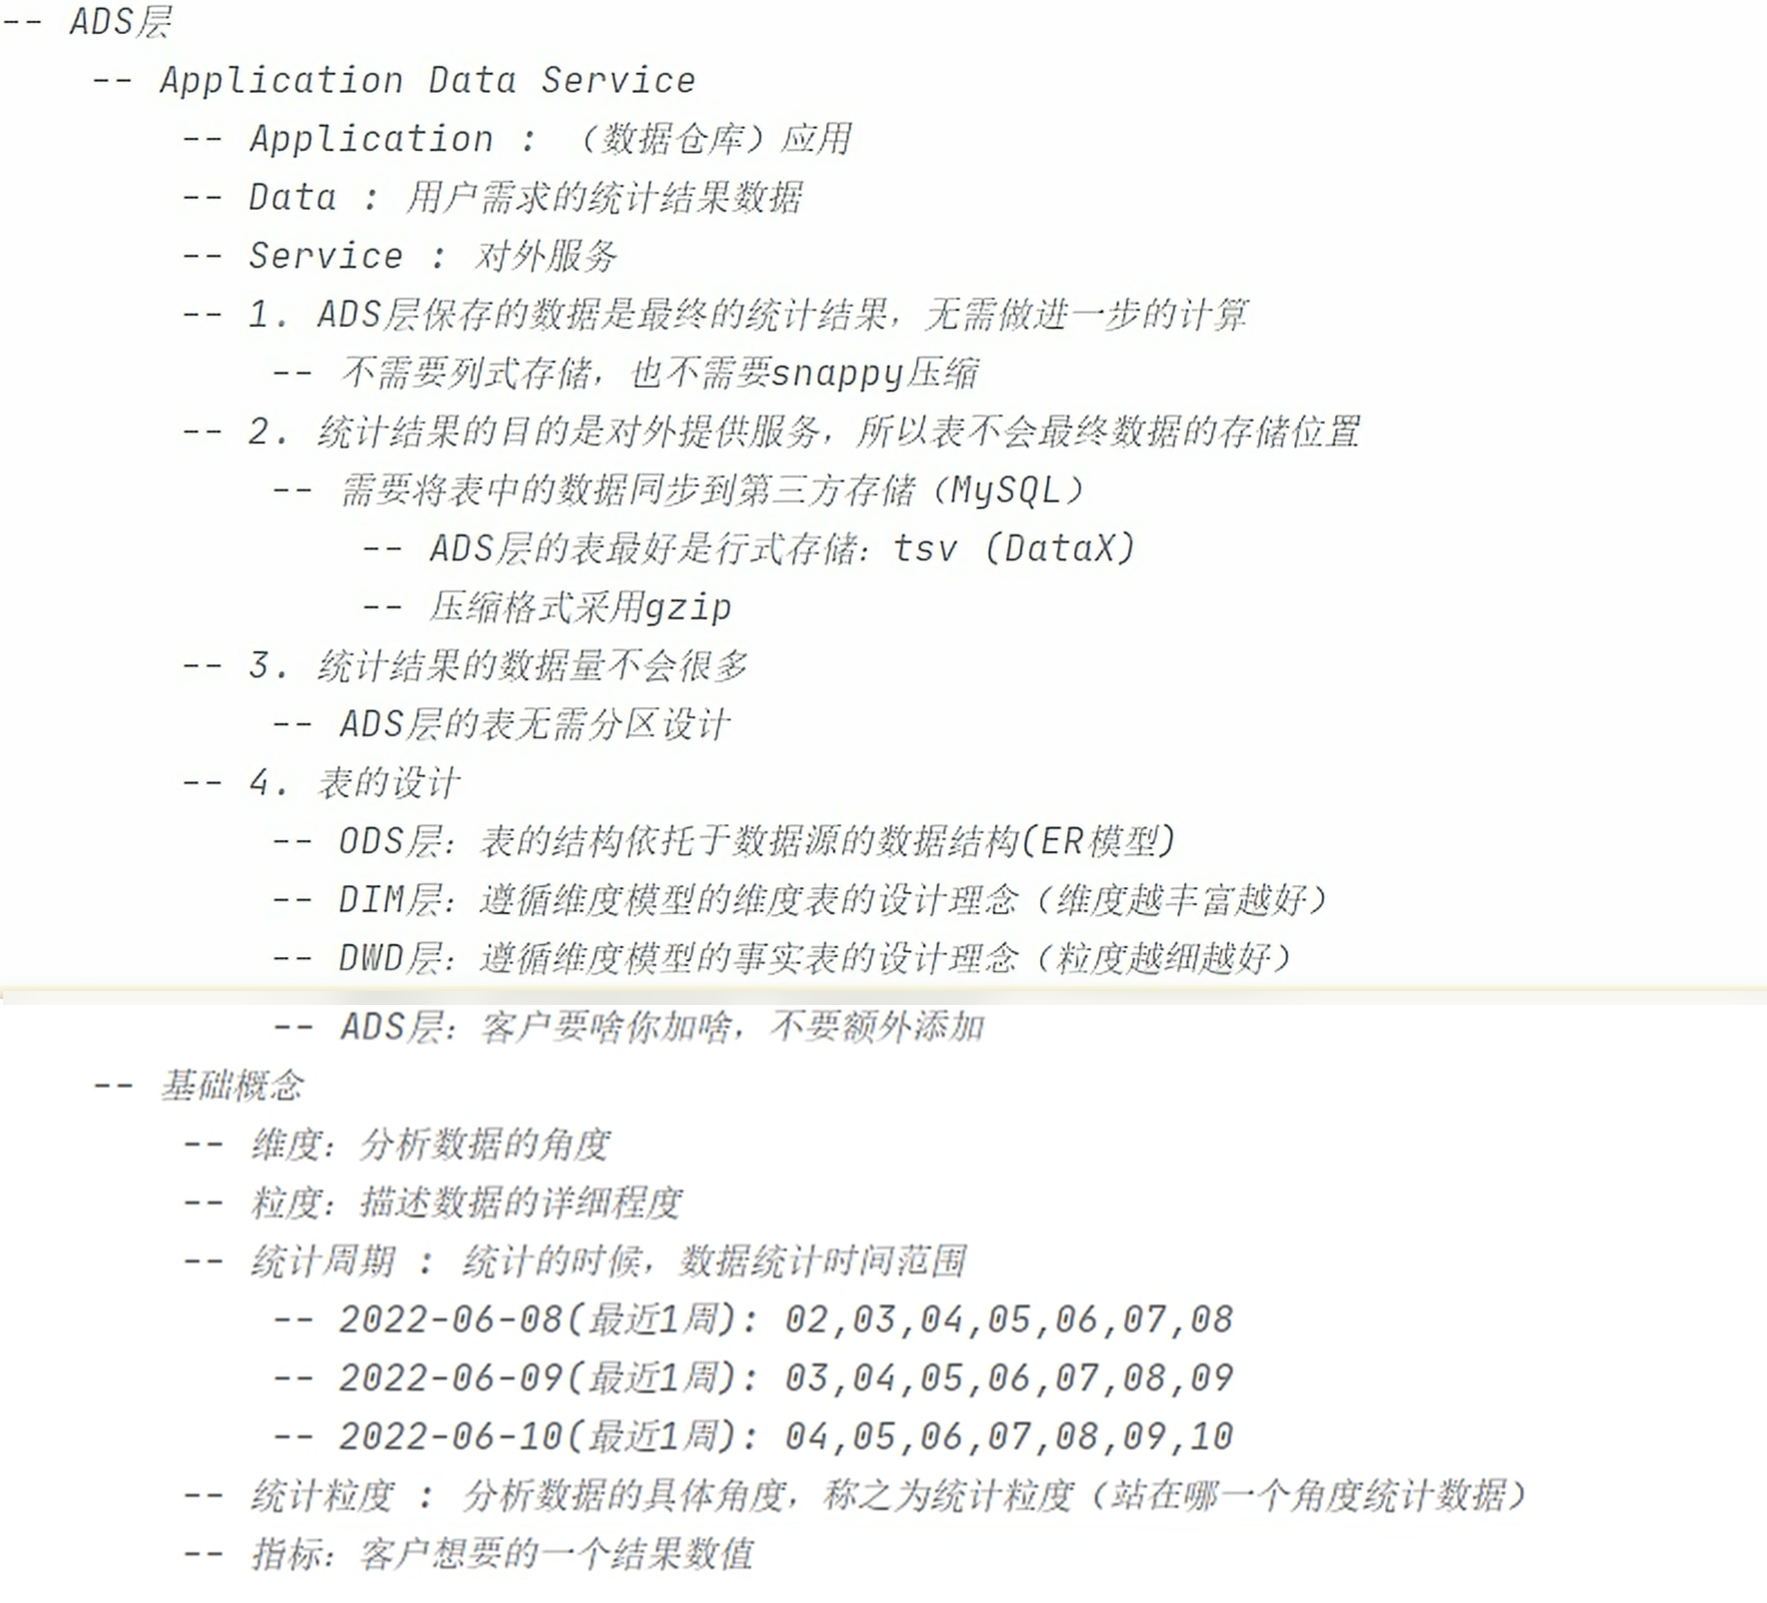 -- ADS层
-- Application Data Service
-- Application : （数据仓库）应用
-- Data : 用户需求的统计结果数据
-- Service : 对外服务
-- 1. ADS层保存的数据是最终的统计结果，无需做进一步的计算
-- 不需要列式存储，也不需要snappy压缩
-- 2. 统计结果的目的是对外提供服务，所以表不会最终数据的存储位置
-- 需要将表中的数据同步到第三方存储（MySQL）
-- ADS层的表最好是行式存储：tsv (DataX)
-- 压缩格式采用gzip
-- 3. 统计结果的数据量不会很多
-- ADS层的表无需分区设计
-- 4. 表的设计
-- ODS层：表的结构依托于数据源的数据结构(ER模型)
-- DIM层：遵循维度模型的维度表的设计理念（维度越丰富越好）
-- DWD层：遵循维度模型的事实表的设计理念（粒度越细越好）
-- ADS层：客户要啥你加啥，不要额外添加
-- 基础概念
-- 维度：分析数据的角度
-- 粒度：描述数据的详细程度
-- 统计周期 : 统计的时候，数据统计时间范围
-- 2022-06-08(最近1周): 02,03,04,05,06,07,08
-- 2022-06-09(最近1周): 03,04,05,06,07,08,09
-- 2022-06-10(最近1周): 04,05,06,07,08,09,10
-- 统计粒度 : 分析数据的具体角度，称之为统计粒度（站在哪一个角度统计数据）
-- 指标：客户想要的一个结果数值